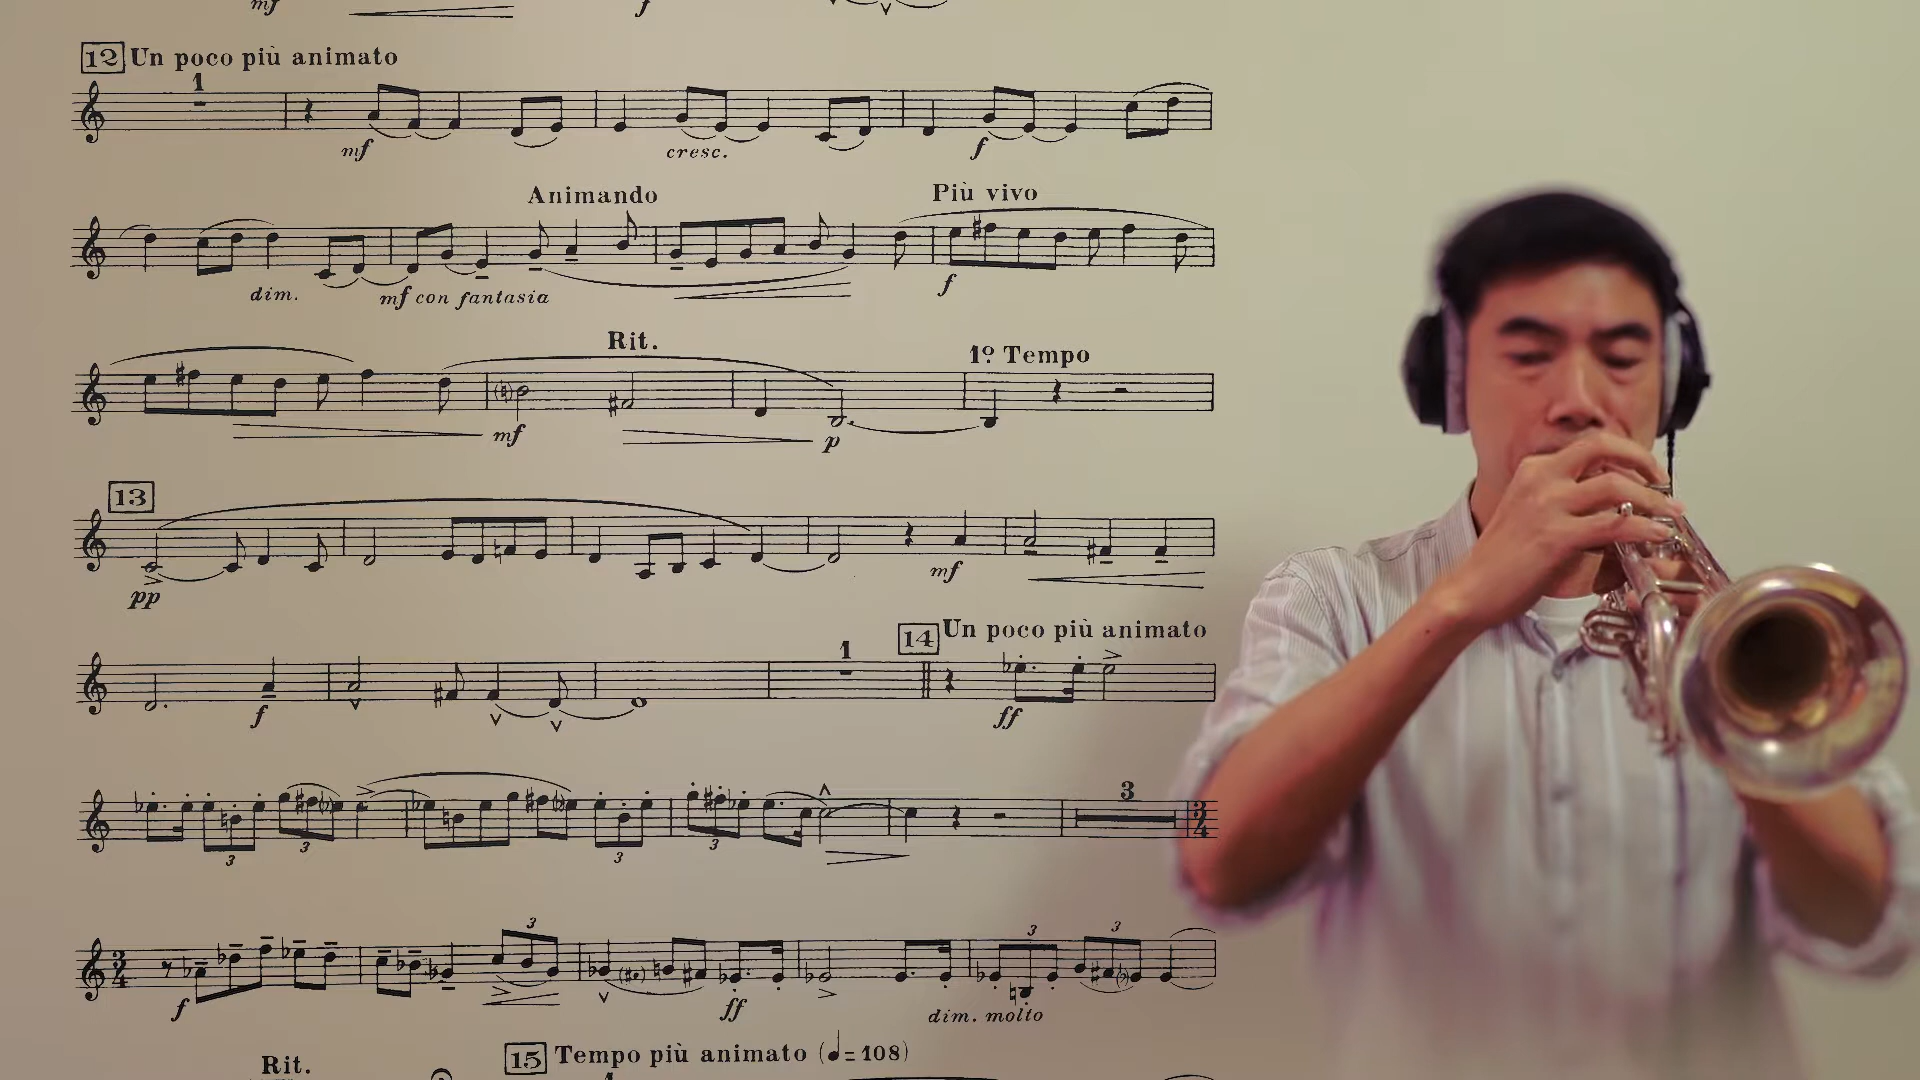 mf f
12 Un poco più animato
1
mf cresc. f
Animando Più vivo
dim. mf con fantasia f
Rit. 1º Tempo
mf p
13
pp mf
1 14 Un poco più animato
f ff
3 3/4
3 3 3 3
3/4 3 3 3
f ff dim. molto
Rit. 15 Tempo più animato (♩=108)
1